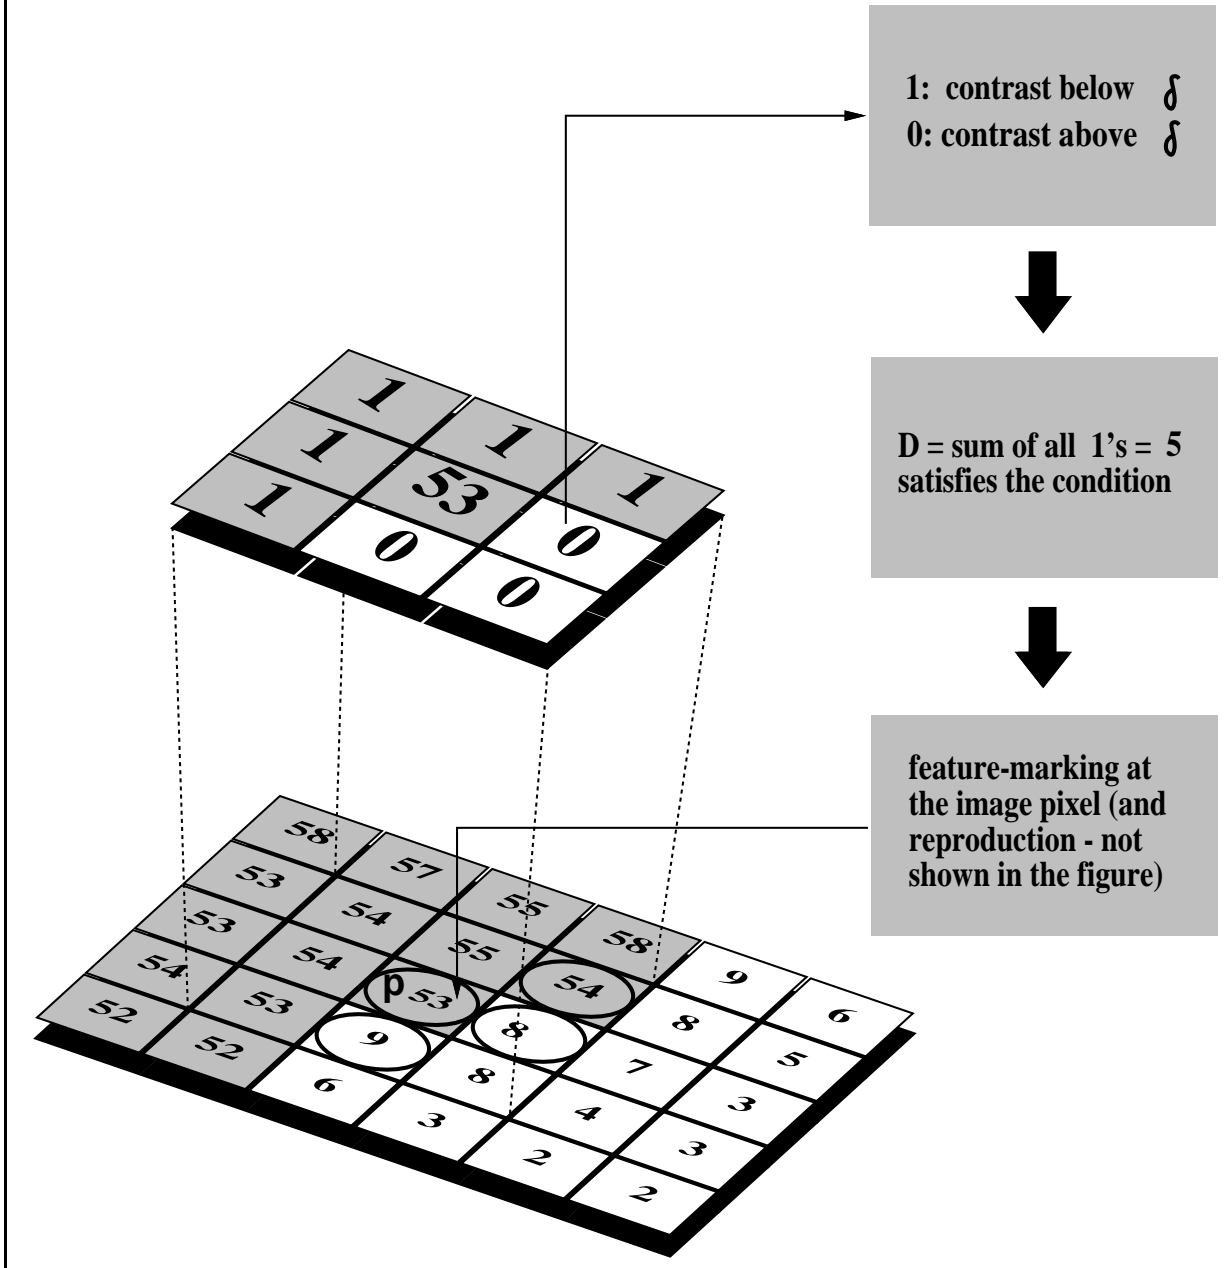 1: contrast below δ
0: contrast above δ
D = sum of all 1's = 5
satisfies the condition
feature-marking at
the image pixel (and
reproduction - not
shown in the figure)
1 1 1
1 53 0
1 0 0
58 57 55 58 9 6
53 54 55 54 8 5
53 54 p 53 8 7 3
54 53 9 8 4 3
52 52 6 3 2 2